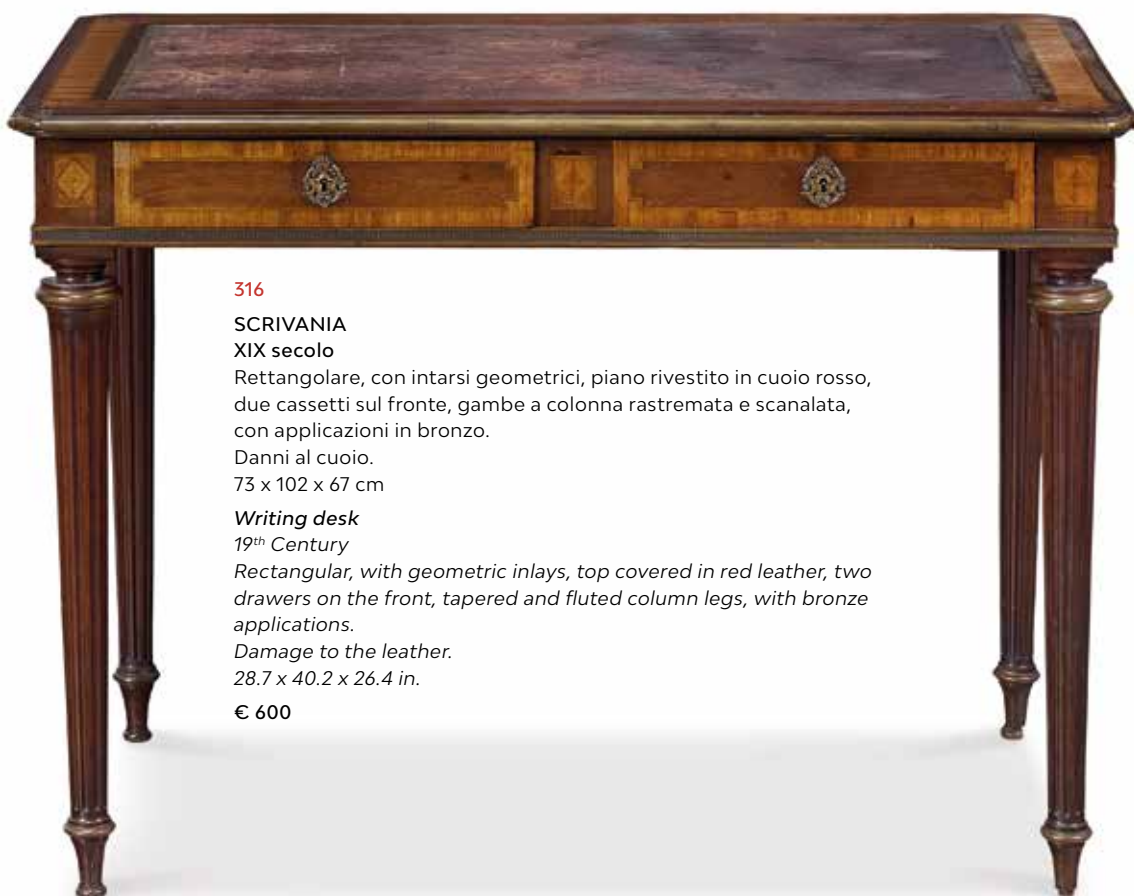 316
SCRIVANIA
XIX secolo
Rettangolare, con intarsi geometrici, piano rivestito in cuoio rosso,
due cassetti sul fronte, gambe a colonna rastremata e scanalata,
con applicazioni in bronzo.
Danni al cuoio.
73 x 102 x 67 cm
Writing desk
19th Century
Rectangular, with geometric inlays, top covered in red leather, two
drawers on the front, tapered and fluted column legs, with bronze
applications.
Damage to the leather.
28.7 x 40.2 x 26.4 in.
€ 600